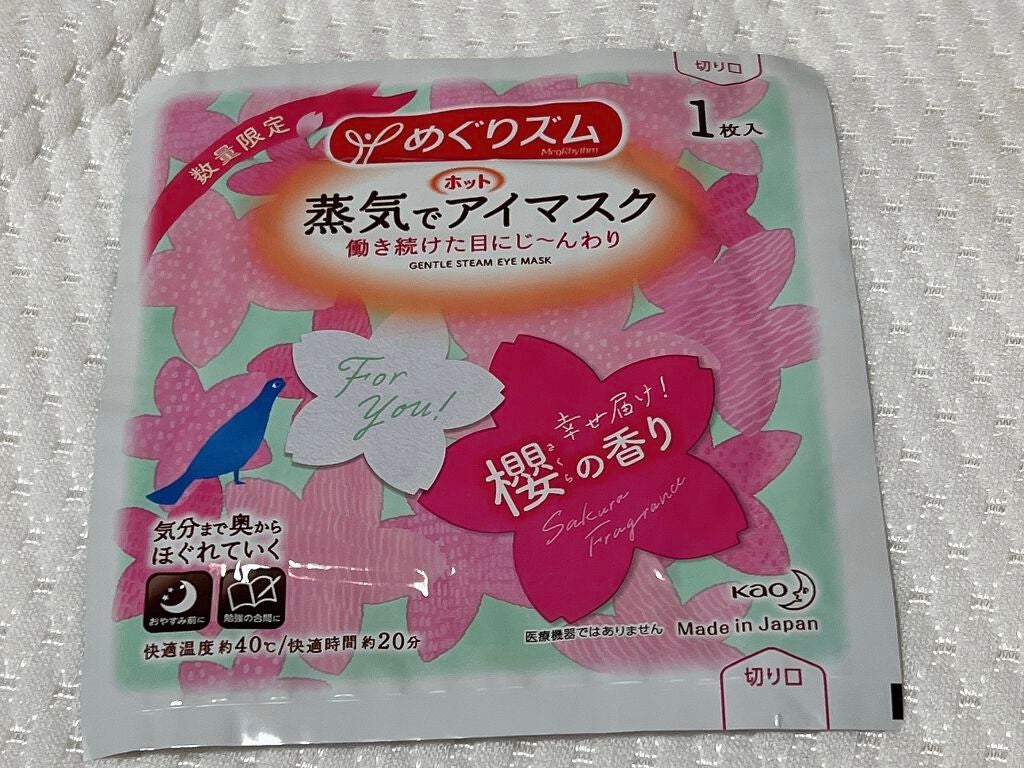 切り口
1枚入
数量限定
めぐりズム
MegRhythm
ホット
蒸気でアイマスク
働き続けた目にじ〜んわり
GENTLE STEAM EYE MASK
For
You!
幸せ届け!
櫻の香り
さくら
Sakura
Fragrance
気分まで奥から
ほぐれていく
おやすみ前に
勉強の合間に
快適温度 約40℃/快適時間 約20分
Kao
医療機器ではありません Made in Japan
切り口